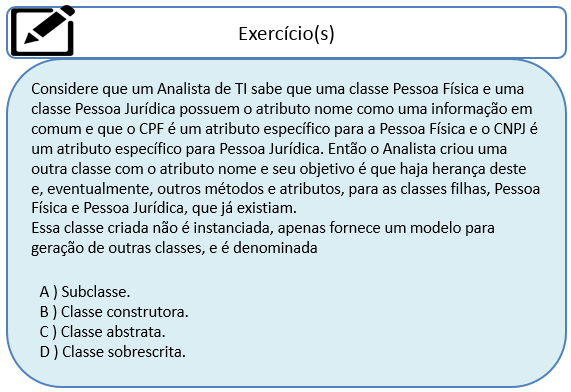 Exercício(s)
Considere que um Analista de TI sabe que uma classe Pessoa Física e uma
classe Pessoa Jurídica possuem o atributo nome como uma informação em
comum e que o CPF é um atributo específico para a Pessoa Física e o CNPJ é
um atributo específico para Pessoa Jurídica. Então o Analista criou uma
outra classe com o atributo nome e seu objetivo é que haja herança deste
e, eventualmente, outros métodos e atributos, para as classes filhas, Pessoa
Física e Pessoa Jurídica, que já existiam.
Essa classe criada não é instanciada, apenas fornece um modelo para
geração de outras classes, e é denominada
A ) Subclasse.
B ) Classe construtora.
C ) Classe abstrata.
D ) Classe sobrescrita.